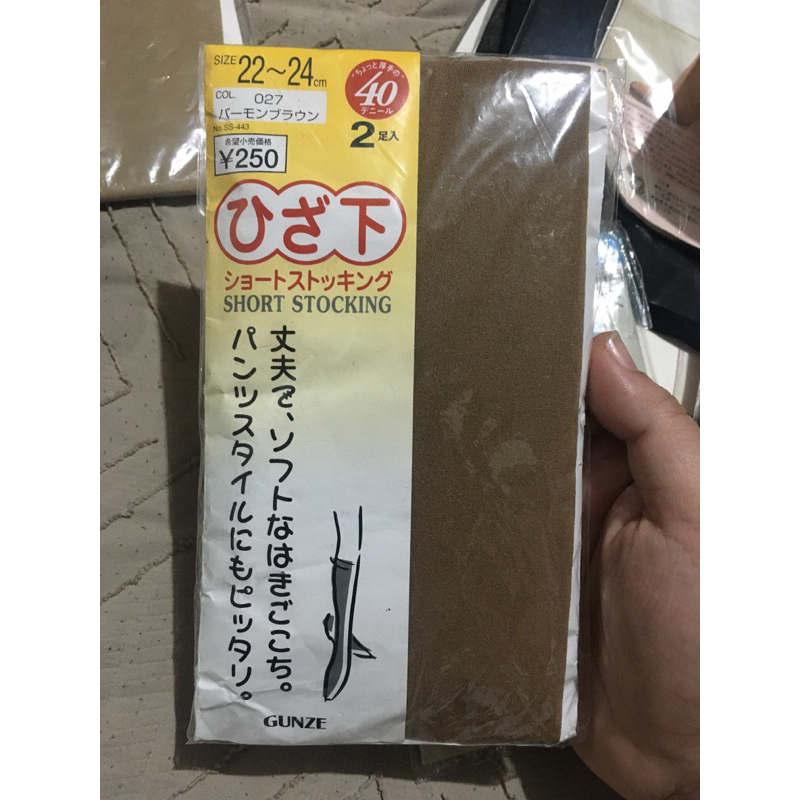 SIZE 22～24cm
COL. 027
バーモンブラウン
No.SS-443
希望小売価格
¥250
ちょっと厚手の
40
デニール
2足入
ひざ下
ショートストッキング
SHORT STOCKING
丈夫で、ソフトなはきごこち。
パンツスタイルにもピッタリ。
GUNZE